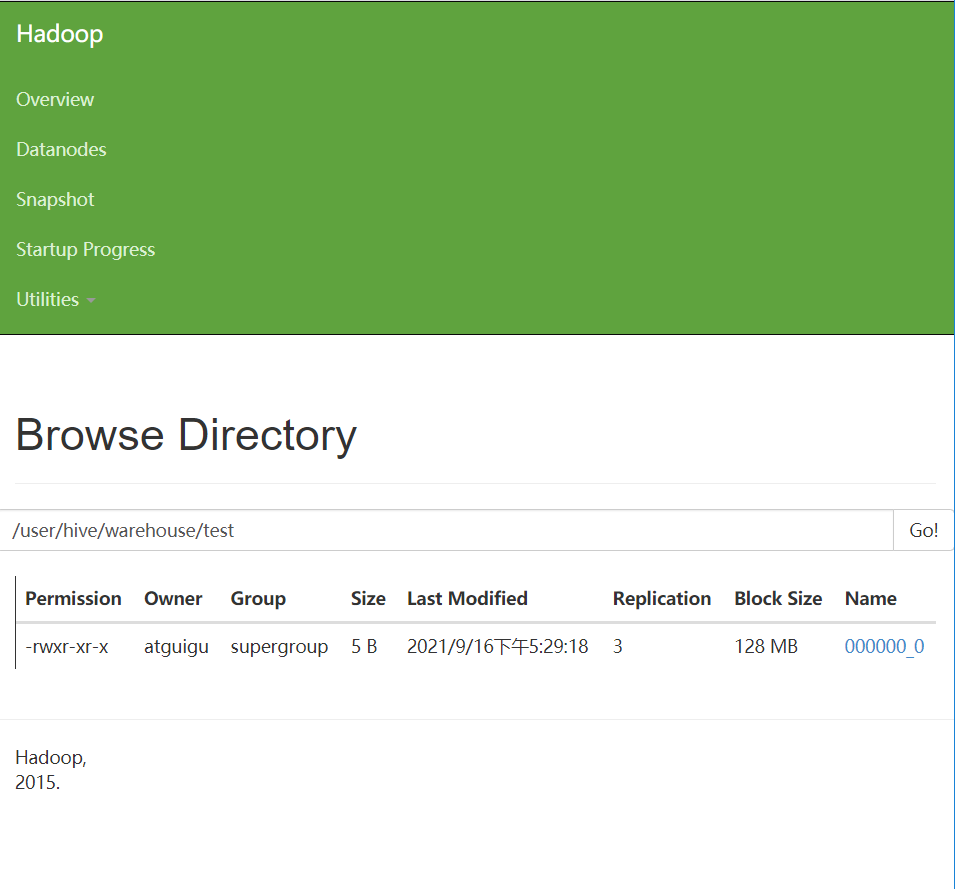 Hadoop
Overview
Datanodes
Snapshot
Startup Progress
Utilities
Browse Directory
/user/hive/warehouse/test Go!
Permission Owner Group Size Last Modified Replication Block Size Name
-rwxr-xr-x atguigu supergroup 5 B 2021/9/16下午5:29:18 3 128 MB 000000_0
Hadoop,
2015.